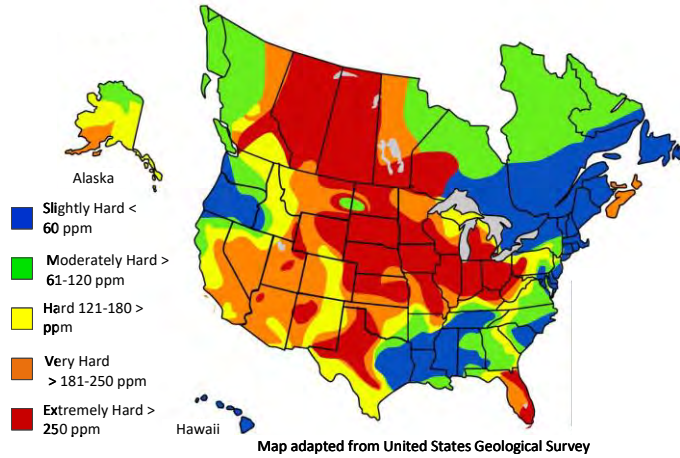 Alaska
Slightly Hard <
60 ppm
Moderately Hard >
61-120 ppm
Hard 121-180 >
ppm
Very Hard
> 181-250 ppm
Extremely Hard >
250 ppm
Hawaii
Map adapted from United States Geological Survey